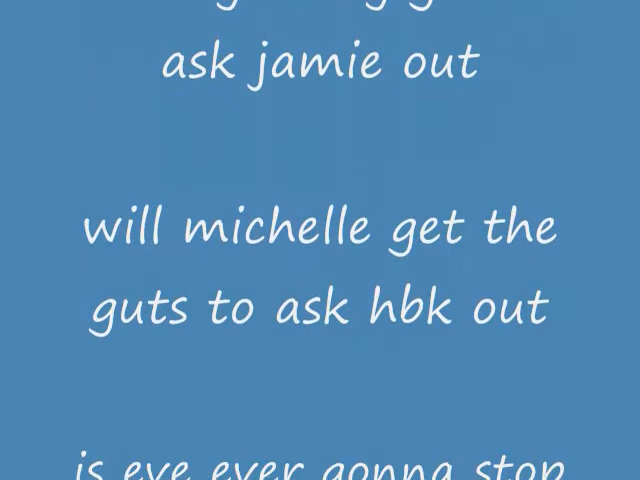 ask jamie out
will michelle get the
guts to ask hbk out
is eve ever gonna stop